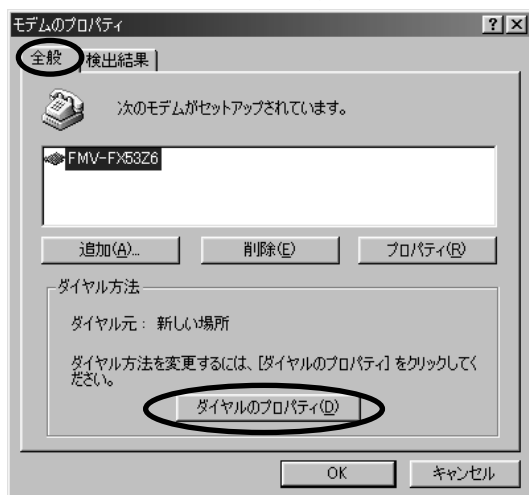 モデムのプロパティ
全般
検出結果
次のモデムがセットアップされています。
FMV-FX53Z6
追加(A)...
削除(E)
プロパティ(R)
ダイヤル方法
ダイヤル元： 新しい場所
ダイヤル方法を変更するには、[ダイヤルのプロパティ] をクリックしてく
ださい。
ダイヤルのプロパティ(D)
OK
キャンセル